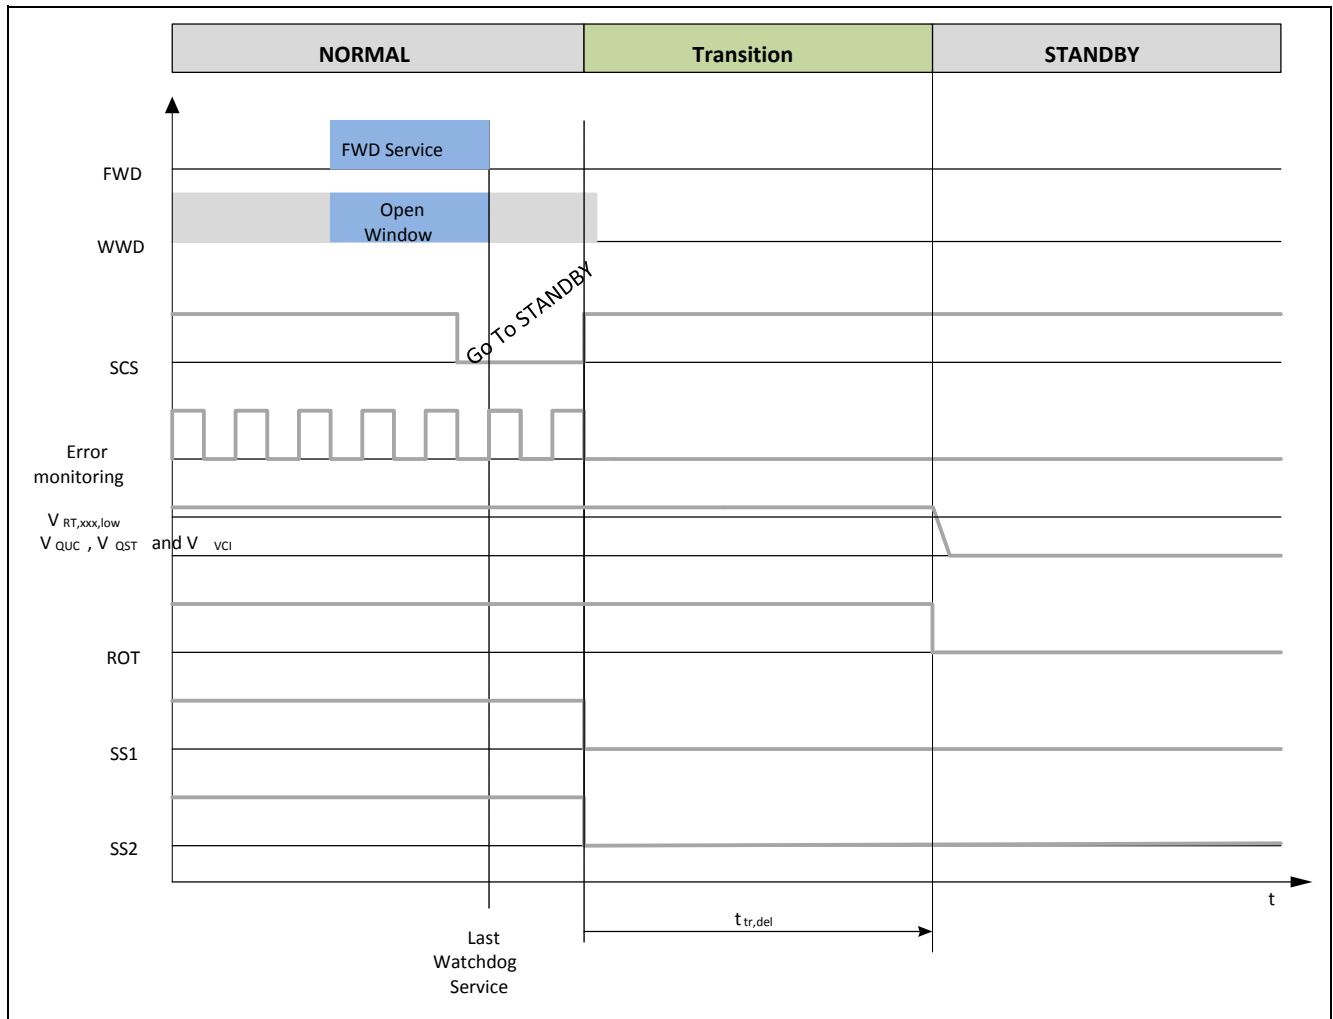 NORMAL
Transition
STANDBY
FWD Service
FWD
Open
Window
WWD
Go To STANDBY
SCS
Error
monitoring
V RT,xxx,low
V QUC , V QST and V VCI
ROT
SS1
SS2
t
t tr,del
Last
Watchdog
Service